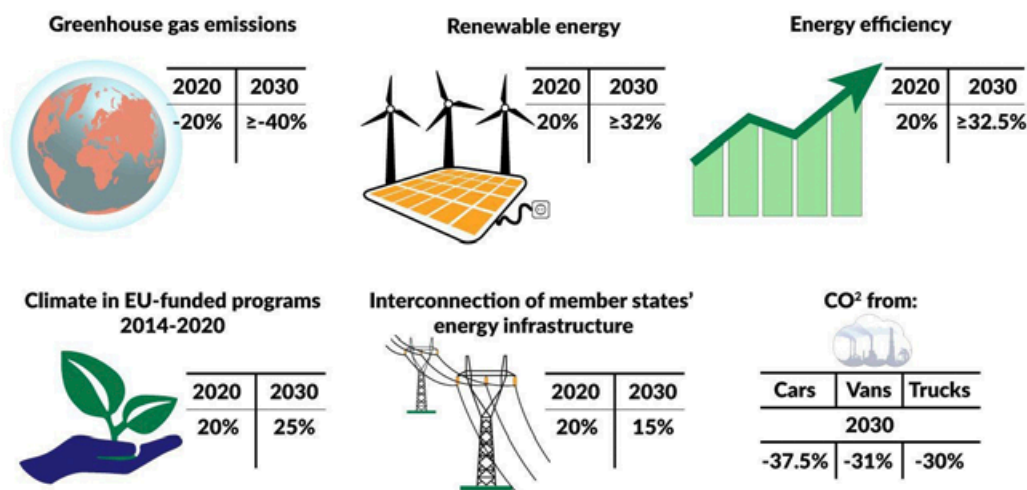 Greenhouse gas emissions
2020 2030
-20% ≥-40%
Renewable energy
2020 2030
20% ≥32%
Energy efficiency
2020 2030
20% ≥32.5%
Climate in EU-funded programs
2014-2020
2020 2030
20% 25%
Interconnection of member states’
energy infrastructure
2020 2030
20% 15%
CO² from:
Cars Vans Trucks
2030
-37.5% -31% -30%